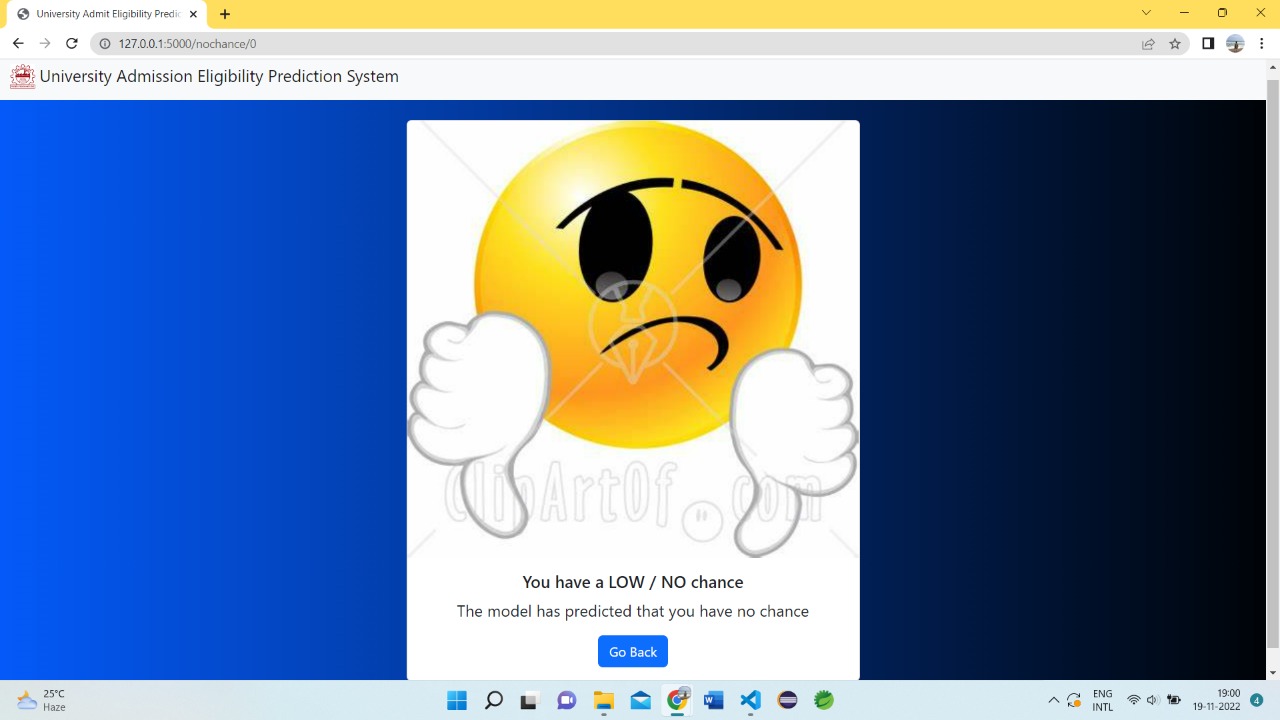 University Admit Eligibility Predic
127.0.0.1:5000/nochance/0
University Admission Eligibility Prediction System
ClipArtOf.com
You have a LOW / NO chance
The model has predicted that you have no chance
Go Back
25°C
Haze
ENG
INTL
19:00
19-11-2022
4